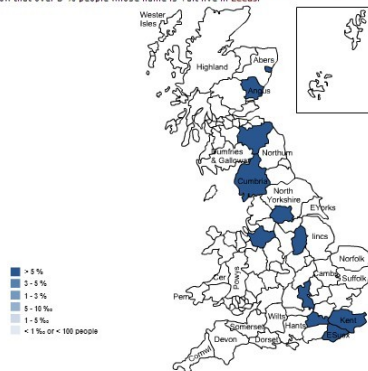 Wester
Isles
Highland
Abers
Angus
Dumfries
& Galloway
Northum
Cumbria
North
Yorkshire
EYorks
lincs
Norfolk
Cambs
Suffolk
Cer
Powys
Pem
Wilts
Hants
Kent
ESusx
Somerset
Dorset
Devon
Cornwl
> 5 %
3 - 5 %
1 - 3 %
5 - 10 ‰
1 - 5 ‰
< 1 ‰ or < 100 people